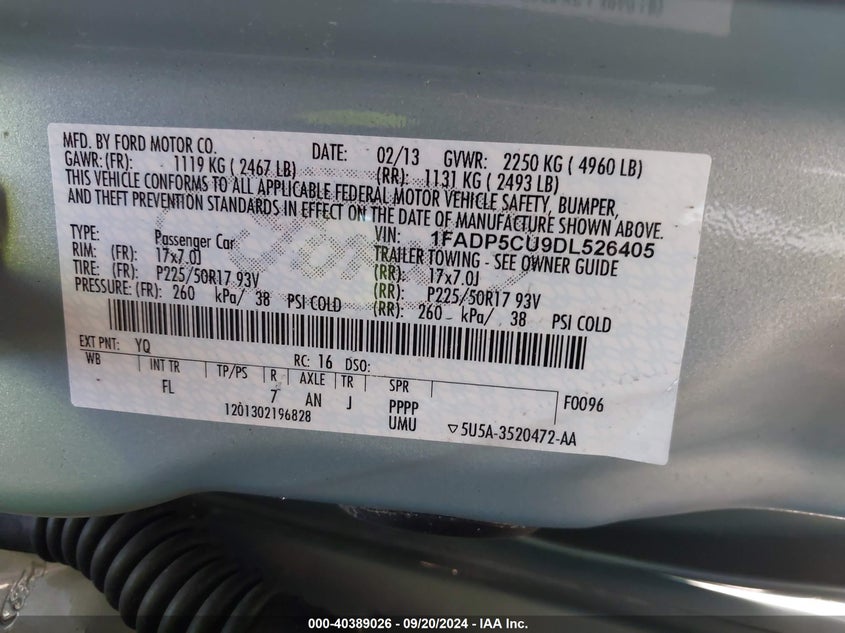 MFD. BY FORD MOTOR CO. DATE: 02/13 GVWR: 2250 KG ( 4960 LB)
GAWR: (FR): 1119 KG ( 2467 LB) (RR): 1131 KG ( 2493 LB)
THIS VEHICLE CONFORMS TO ALL APPLICABLE FEDERAL MOTOR VEHICLE SAFETY, BUMPER,
AND THEFT PREVENTION STANDARDS IN EFFECT ON THE DATE OF MANUFACTURE SHOWN ABOVE.
VIN: 1FADP5CU9DL526405
TYPE: Passenger Car TRAILER TOWING - SEE OWNER GUIDE
RIM: (FR): 17x7.0J (RR): 17x7.0J
TIRE: (FR): P225/50R17 93V (RR): P225/50R17 93V
PRESSURE: (FR): 260 kPa/ 38 PSI COLD (RR): 260 kPa/ 38 PSI COLD
EXT PNT: YQ RC: 16 DSO:
WB INT TR TP/PS R AXLE TR SPR
- FL 7 AN J PPPP F0096
1201302196828 UMU ▽5U5A-3520472-AA
000-40389026 - 09/20/2024 - IAA Inc.